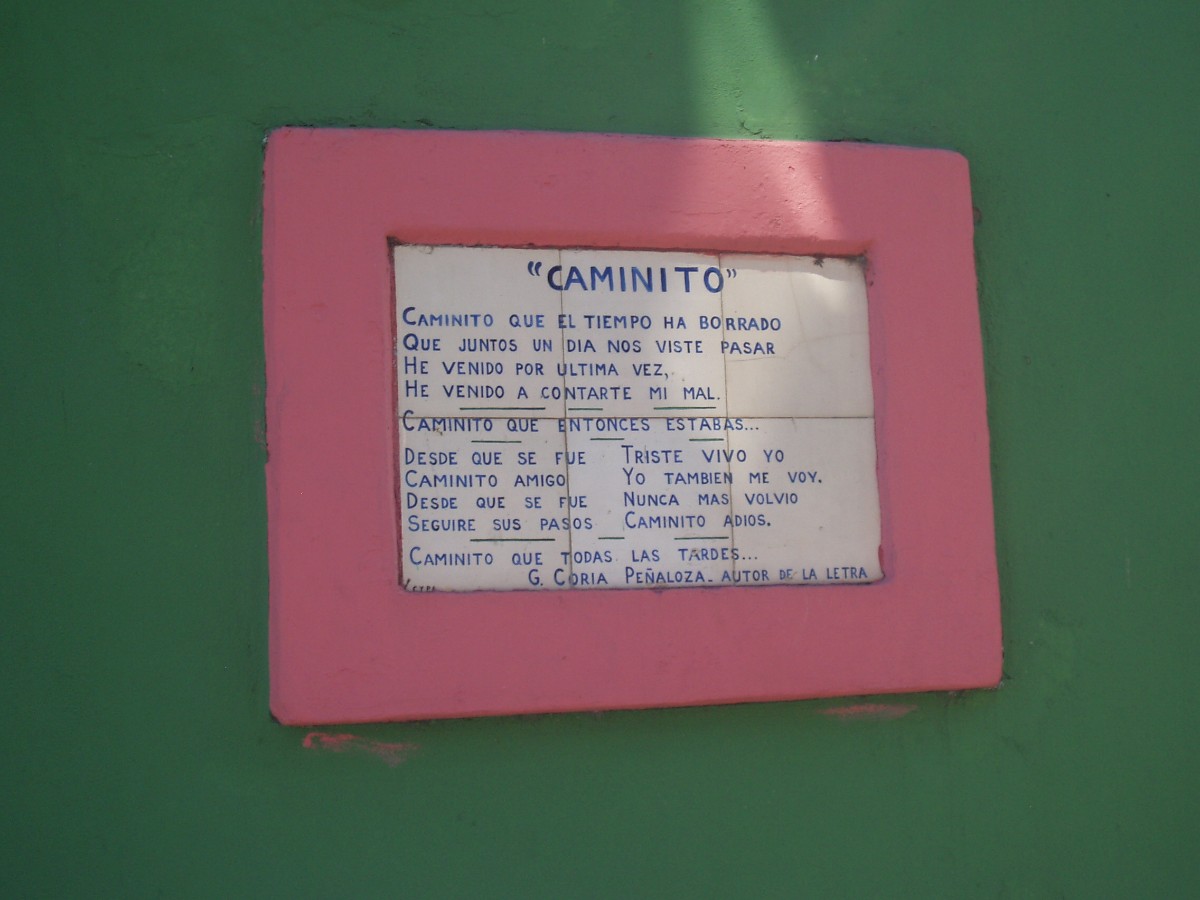 "CAMINITO"
CAMINITO QUE EL TIEMPO HA BORRADO
QUE JUNTOS UN DIA NOS VISTE PASAR
HE VENIDO POR ULTIMA VEZ,
HE VENIDO A CONTARTE MI MAL.
CAMINITO QUE ENTONCES ESTABAS...
DESDE QUE SE FUE TRISTE VIVO YO
CAMINITO AMIGO YO TAMBIEN ME VOY.
DESDE QUE SE FUE NUNCA MAS VOLVIO
SEGUIRE SUS PASOS CAMINITO ADIOS.
CAMINITO QUE TODAS LAS TARDES...
G. CORIA PEÑALOZA. AUTOR DE LA LETRA